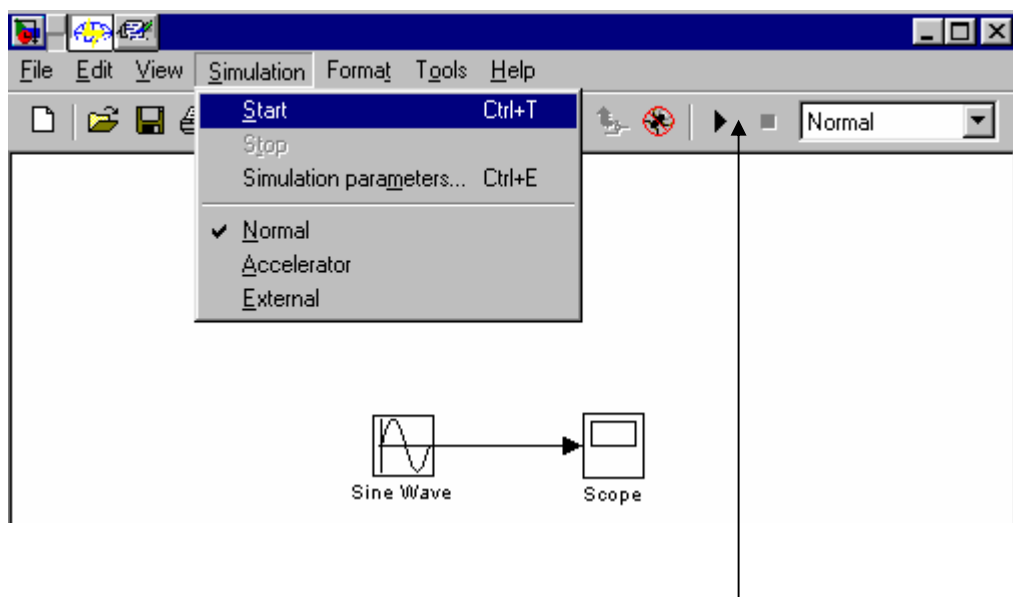 File Edit View Simulation Format Tools Help
Start Ctrl+T
Normal
Stop
Simulation parameters... Ctrl+E
Normal
Accelerator
External
Sine Wave
Scope